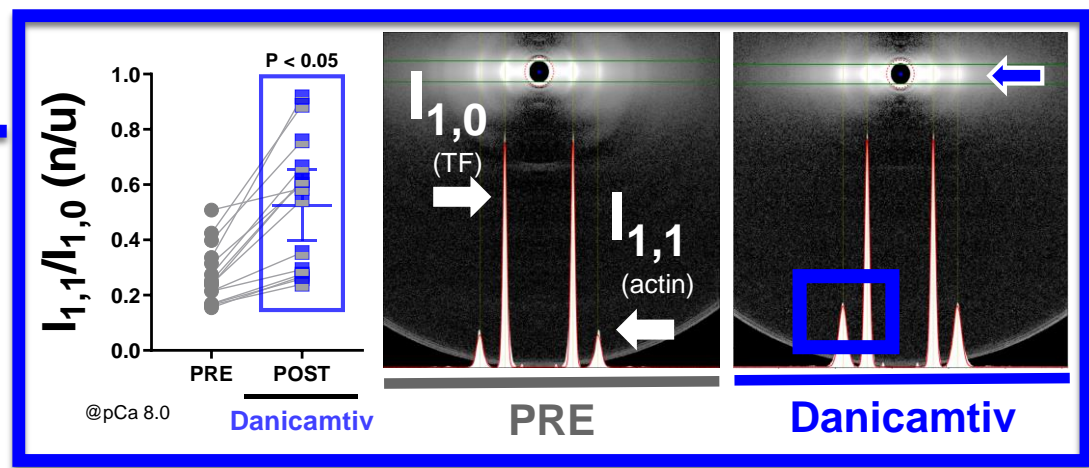 P < 0.05
I1,1/I1,0 (n/u)
1.0
0.8
0.6
0.4
0.2
0.0
PRE
POST
@pCa 8.0
Danicamtiv
I1,0
(TF)
I1,1
(actin)
PRE
Danicamtiv